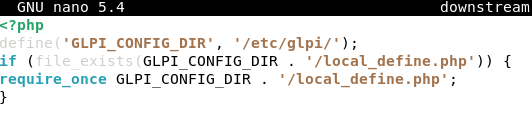 GNU nano 5.4 downstream
<?php
define('GLPI_CONFIG_DIR', '/etc/glpi/');
if (file_exists(GLPI_CONFIG_DIR . '/local_define.php')) {
require_once GLPI_CONFIG_DIR . '/local_define.php';
}